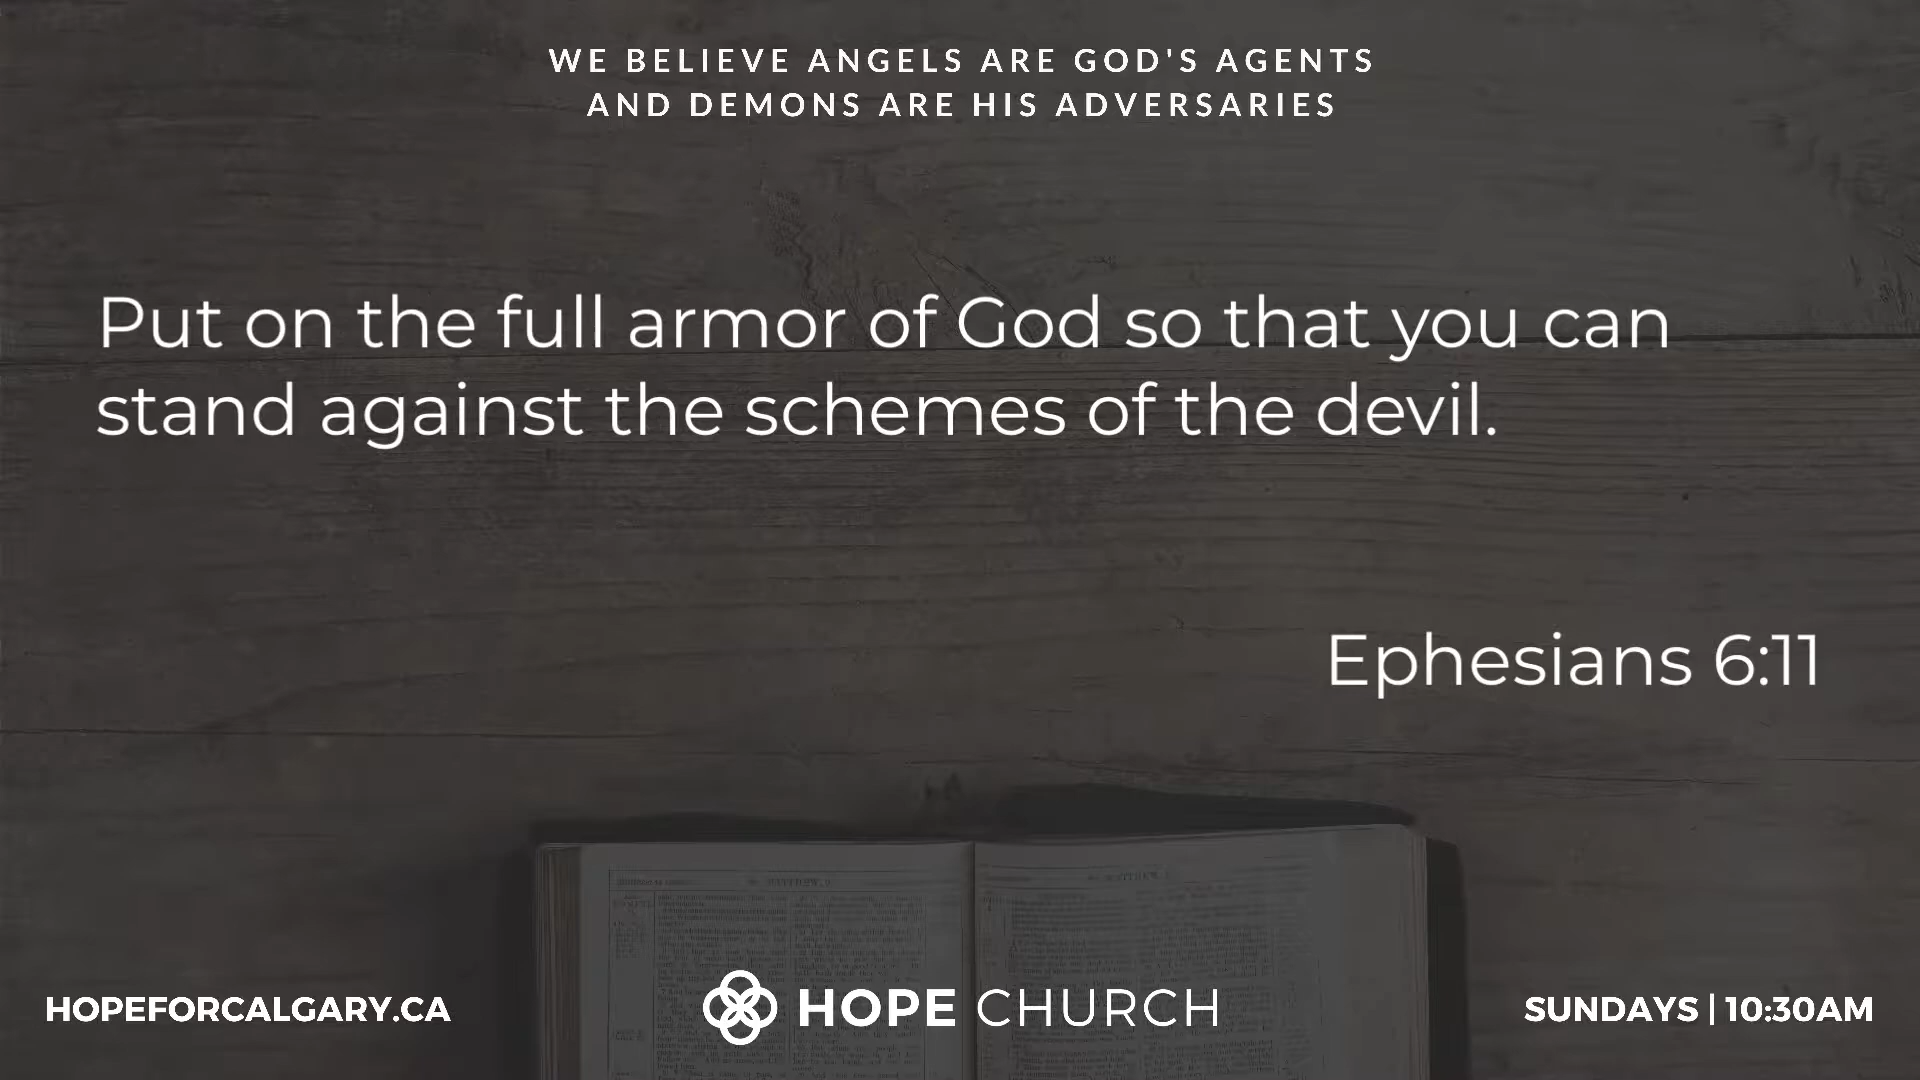 WE BELIEVE ANGELS ARE GOD'S AGENTS
AND DEMONS ARE HIS ADVERSARIES
Put on the full armor of God so that you can
stand against the schemes of the devil.
Ephesians 6:11
HOPEFORCALGARY.CA
HOPE CHURCH
SUNDAYS | 10:30AM